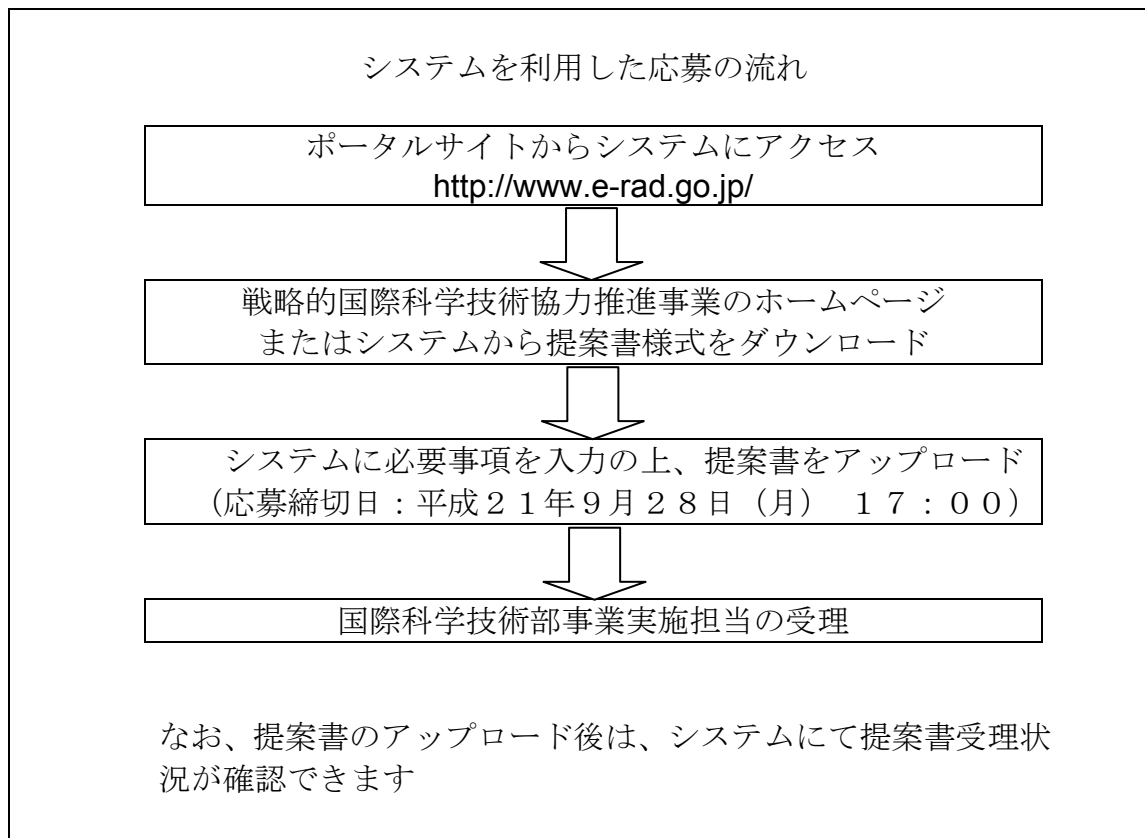 システムを利用した応募の流れ
ポータルサイトからシステムにアクセス
http://www.e-rad.go.jp/
戦略的国際科学技術協力推進事業のホームページ
またはシステムから提案書様式をダウンロード
システムに必要事項を入力の上、提案書をアップロード
（応募締切日：平成２１年９月２８日（月）　１７：００）
国際科学技術部事業実施担当の受理
なお、提案書のアップロード後は、システムにて提案書受理状
況が確認できます